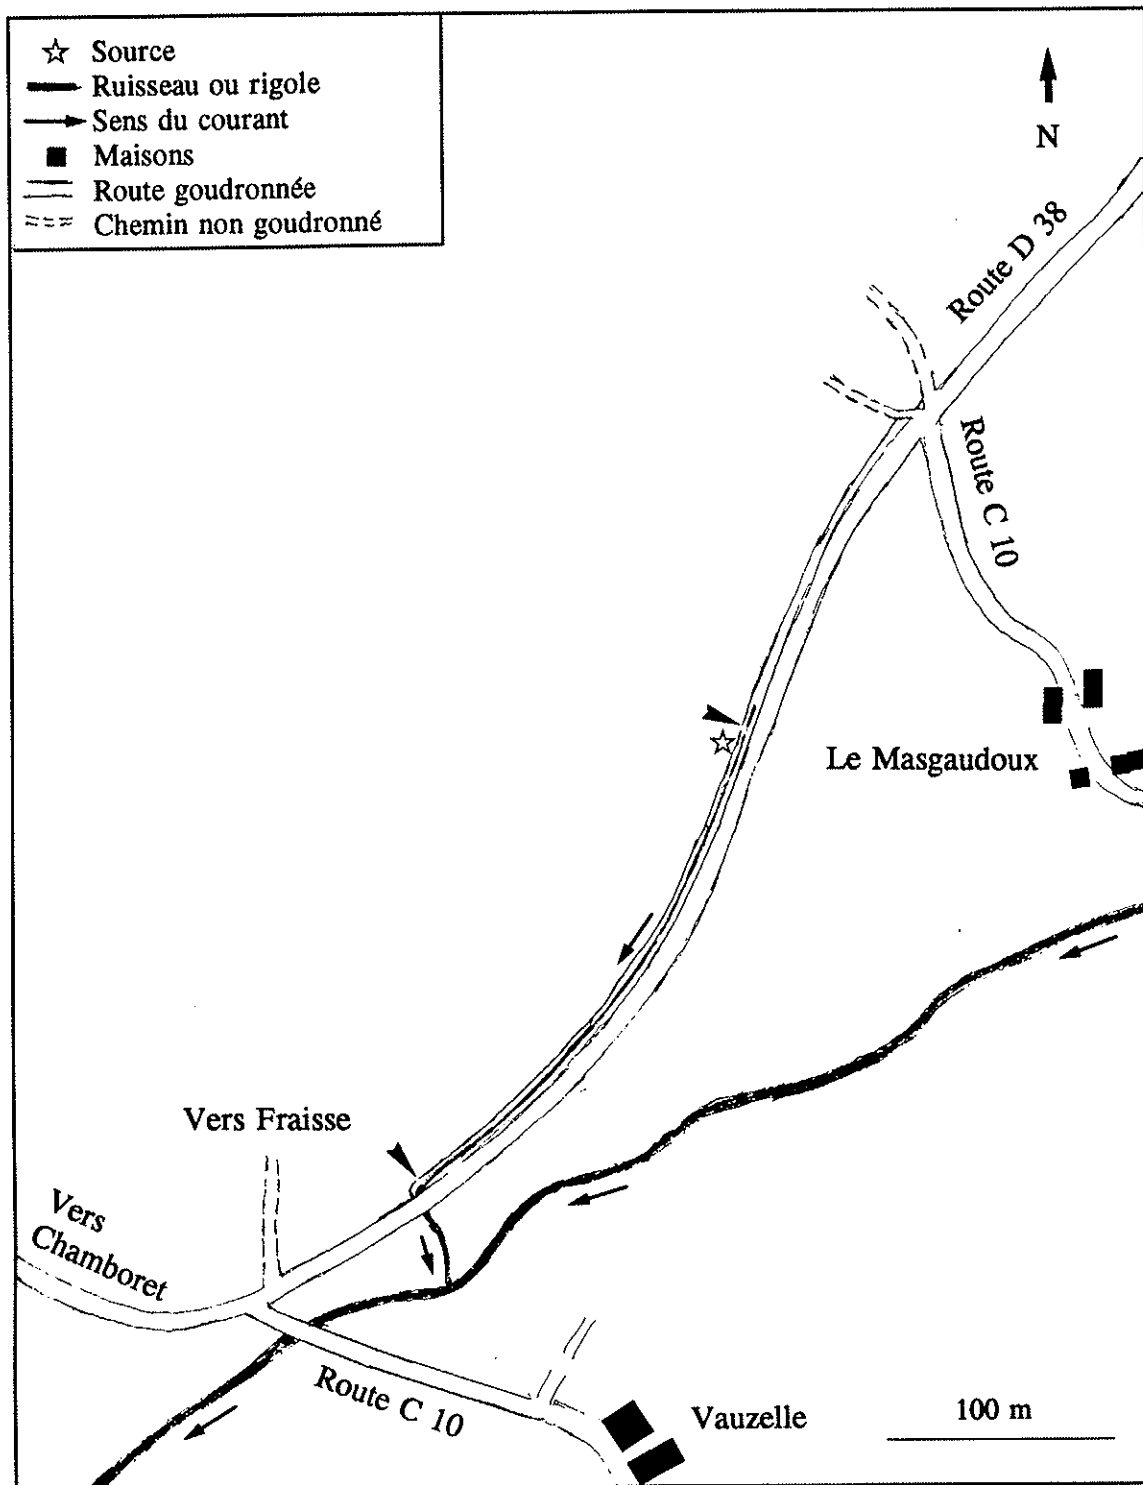 Source
Ruisseau ou rigole
Sens du courant
Maisons
Route goudronnée
Chemin non goudronné
N
Route D 38
Route C 10
Le Masgaudoux
Vers Fraisse
Vers
Chamboret
Route C 10
Vauzelle
100 m